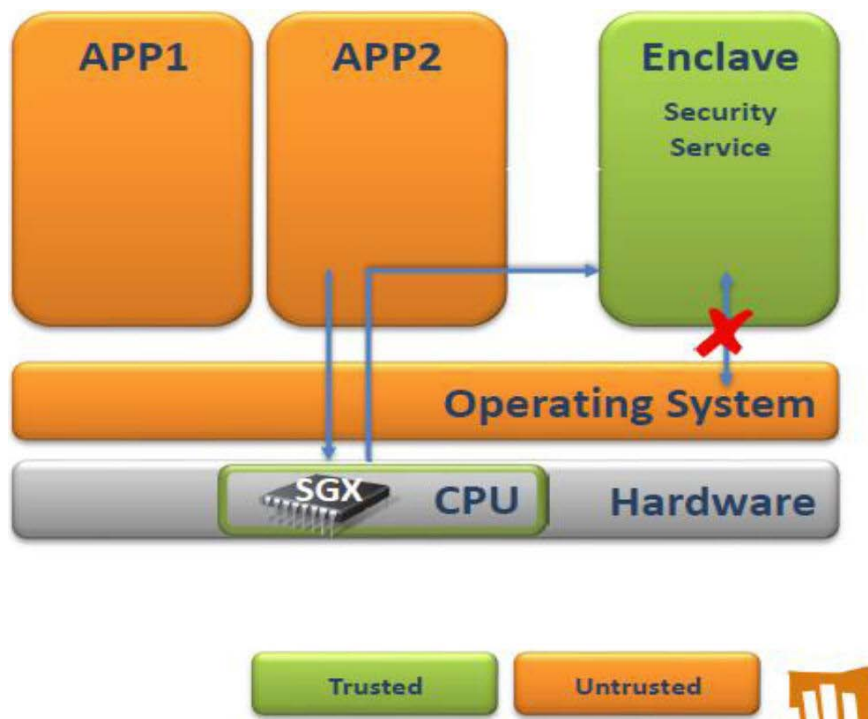 APP1
APP2
Enclave
Security
Service
Operating System
SGX
CPU
Hardware
Trusted
Untrusted